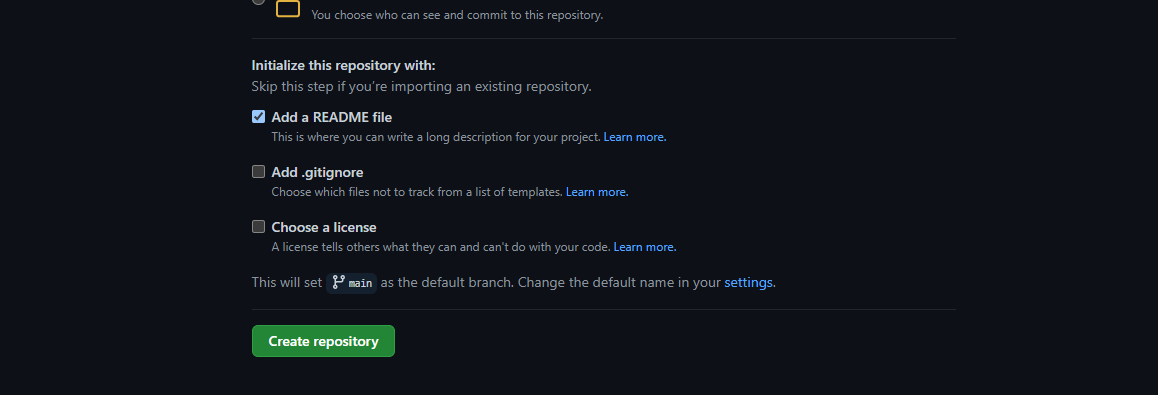 You choose who can see and commit to this repository.
Initialize this repository with:
Skip this step if you’re importing an existing repository.
Add a README file
This is where you can write a long description for your project. Learn more.
Add .gitignore
Choose which files not to track from a list of templates. Learn more.
Choose a license
A license tells others what they can and can't do with your code. Learn more.
This will set main as the default branch. Change the default name in your settings.
Create repository